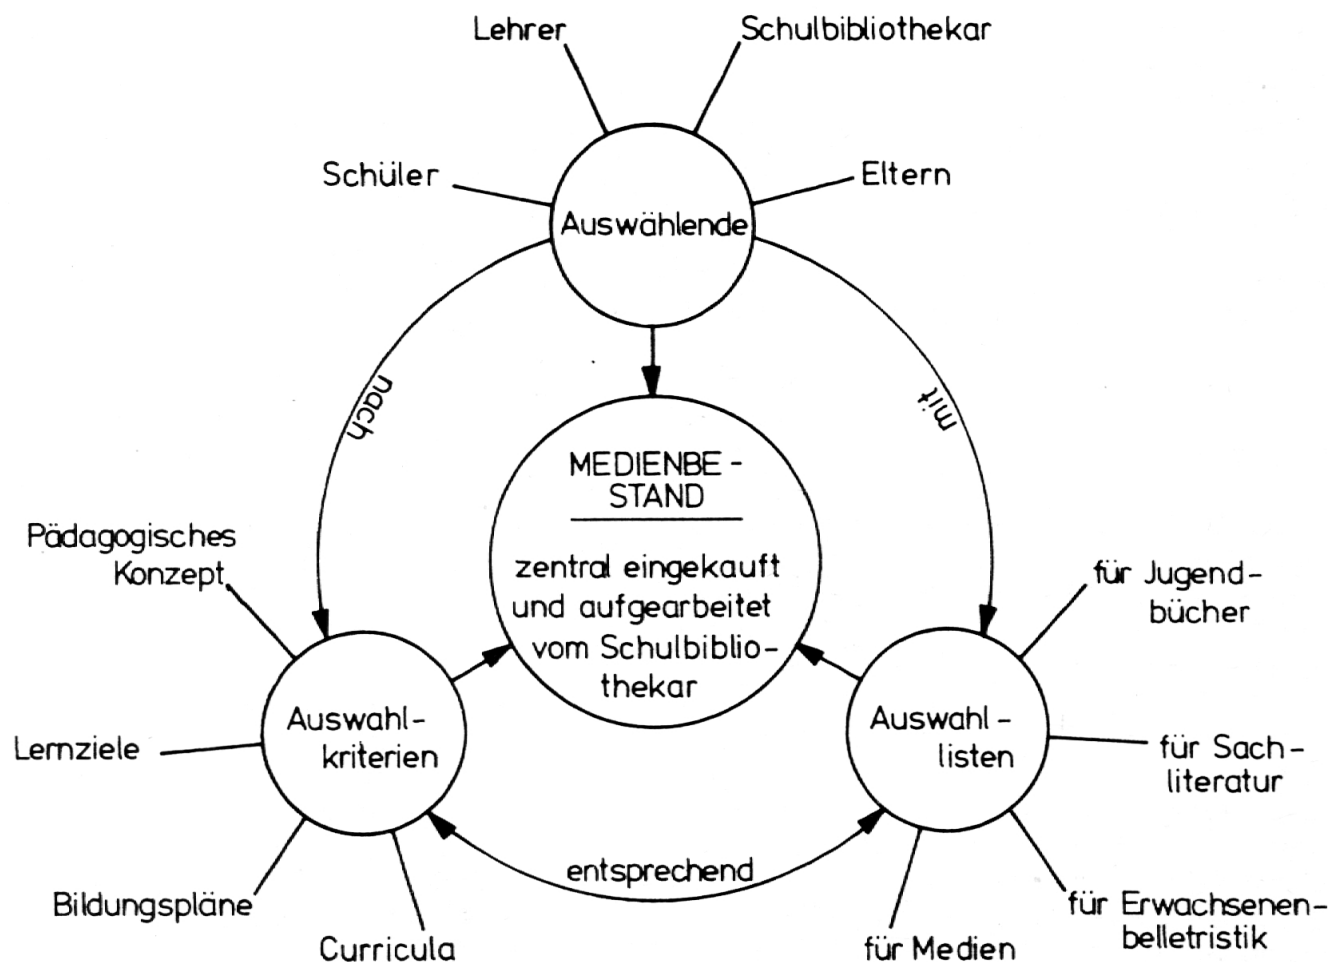 Lehrer
Schulbibliothekar
Schüler
Eltern
Auswählende
nach
mit
MEDIENBE-
STAND
zentral eingekauft
und aufgearbeitet
vom Schulbiblio-
thekar
Pädagogisches
Konzept
für Jugend-
bücher
Auswahl-
kriterien
Auswahl-
listen
Lernziele
für Sach-
literatur
entsprechend
Bildungspläne
Curricula
für Medien
für Erwachsenen-
belletristik